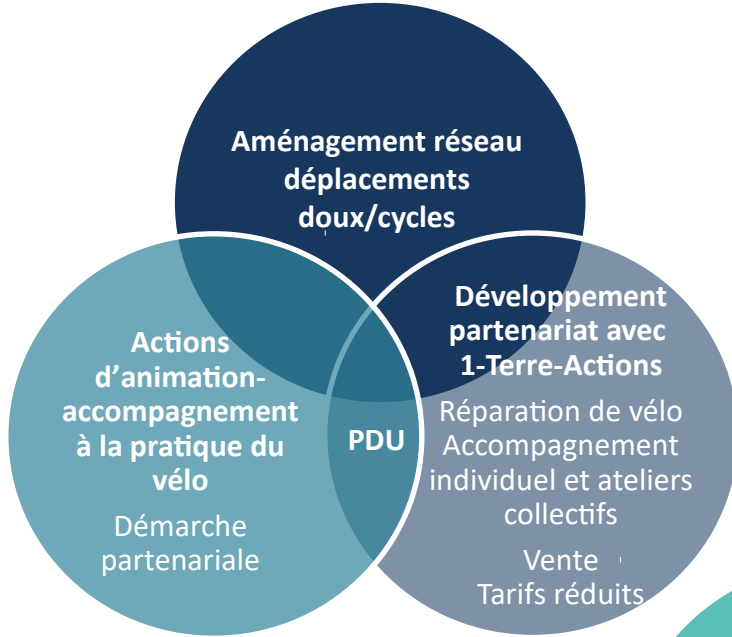 Aménagement réseau
déplacements
doux/cycles
Actions
d'animation-
accompagnement
à la pratique du
vélo
Démarche
partenariale
PDU
Développement
partenariat avec
1-Terre-Actions
Réparation de vélo
Accompagnement
individuel et ateliers
collectifs
Vente
Tarifs réduits